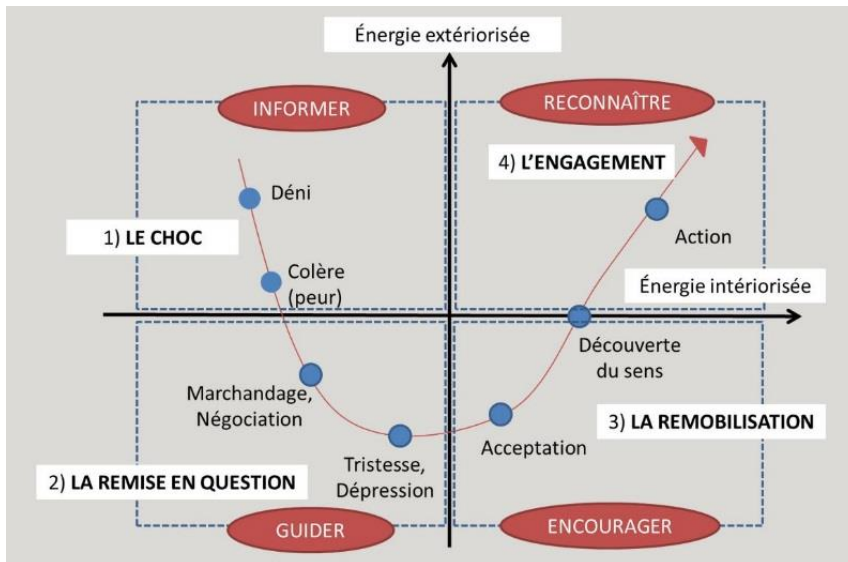 Énergie extériorisée
INFORMER
RECONNAÎTRE
4) L'ENGAGEMENT
Déni
1) LE CHOC
Action
Colère
(peur)
Énergie intériorisée
Découverte
du sens
Marchandage,
Négociation
3) LA REMOBILISATION
Acceptation
Tristesse,
Dépression
2) LA REMISE EN QUESTION
GUIDER
ENCOURAGER